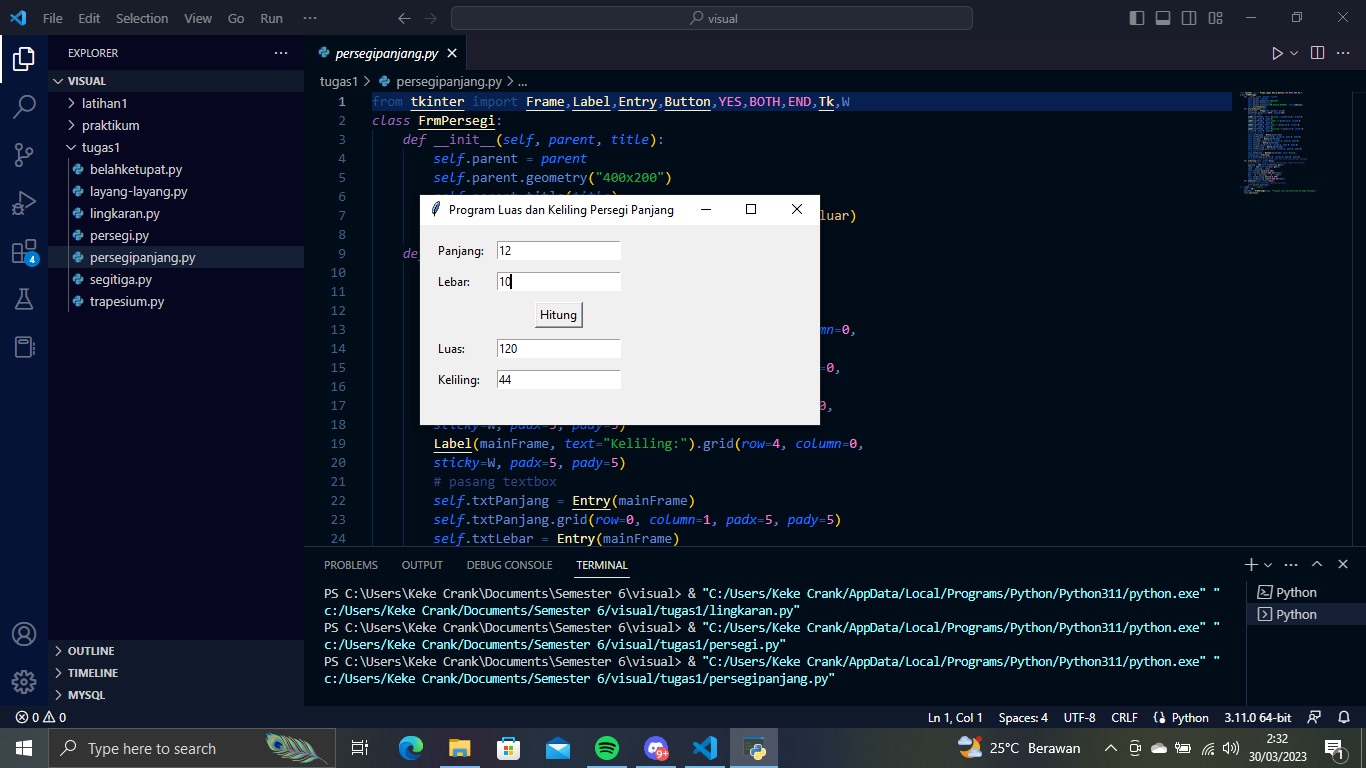 File Edit Selection View Go Run ···
visual
EXPLORER
VISUAL
latihan1
praktikum
tugas1
belahketupat.py
layang-layang.py
lingkaran.py
persegi.py
persegipanjang.py
segitiga.py
trapesium.py
OUTLINE
TIMELINE
MYSQL
4
persegipanjang.py
tugas1 > persegipanjang.py > ...
1 from tkinter import Frame,Label,Entry,Button,YES,BOTH,END,Tk,W
2 class FrmPersegi:
3 def __init__(self, parent, title):
4 self.parent = parent
5 self.parent.geometry("400x200")
6 self.parent.title(title)
7 luar)
8
9 de
10
11
12
13 mn=0,
14
15 =0,
16
17 0,
18 sticky=W, padx=5, pady=5)
19 Label(mainFrame, text="Keliling:").grid(row=4, column=0,
20 sticky=W, padx=5, pady=5)
21 # pasang textbox
22 self.txtPanjang = Entry(mainFrame)
23 self.txtPanjang.grid(row=0, column=1, padx=5, pady=5)
24 self.txtLebar = Entry(mainFrame)
Program Luas dan Keliling Persegi Panjang
Panjang: 12
Lebar: 10
Hitung
Luas: 120
Keliling: 44
PROBLEMS OUTPUT DEBUG CONSOLE TERMINAL
PS C:\Users\Keke Crank\Documents\Semester 6\visual> & "C:/Users/Keke Crank/AppData/Local/Programs/Python/Python311/python.exe" "
c:/Users/Keke Crank/Documents/Semester 6/visual/tugas1/lingkaran.py"
PS C:\Users\Keke Crank\Documents\Semester 6\visual> & "C:/Users/Keke Crank/AppData/Local/Programs/Python/Python311/python.exe" "
c:/Users/Keke Crank/Documents/Semester 6/visual/tugas1/persegi.py"
PS C:\Users\Keke Crank\Documents\Semester 6\visual> & "C:/Users/Keke Crank/AppData/Local/Programs/Python/Python311/python.exe" "
c:/Users/Keke Crank/Documents/Semester 6/visual/tugas1/persegipanjang.py"
Python
Python
0 0 Ln 1, Col 1 Spaces: 4 UTF-8 CRLF Python 3.11.0 64-bit
Type here to search
9+
25°C Berawan
2:32
30/03/2023
1